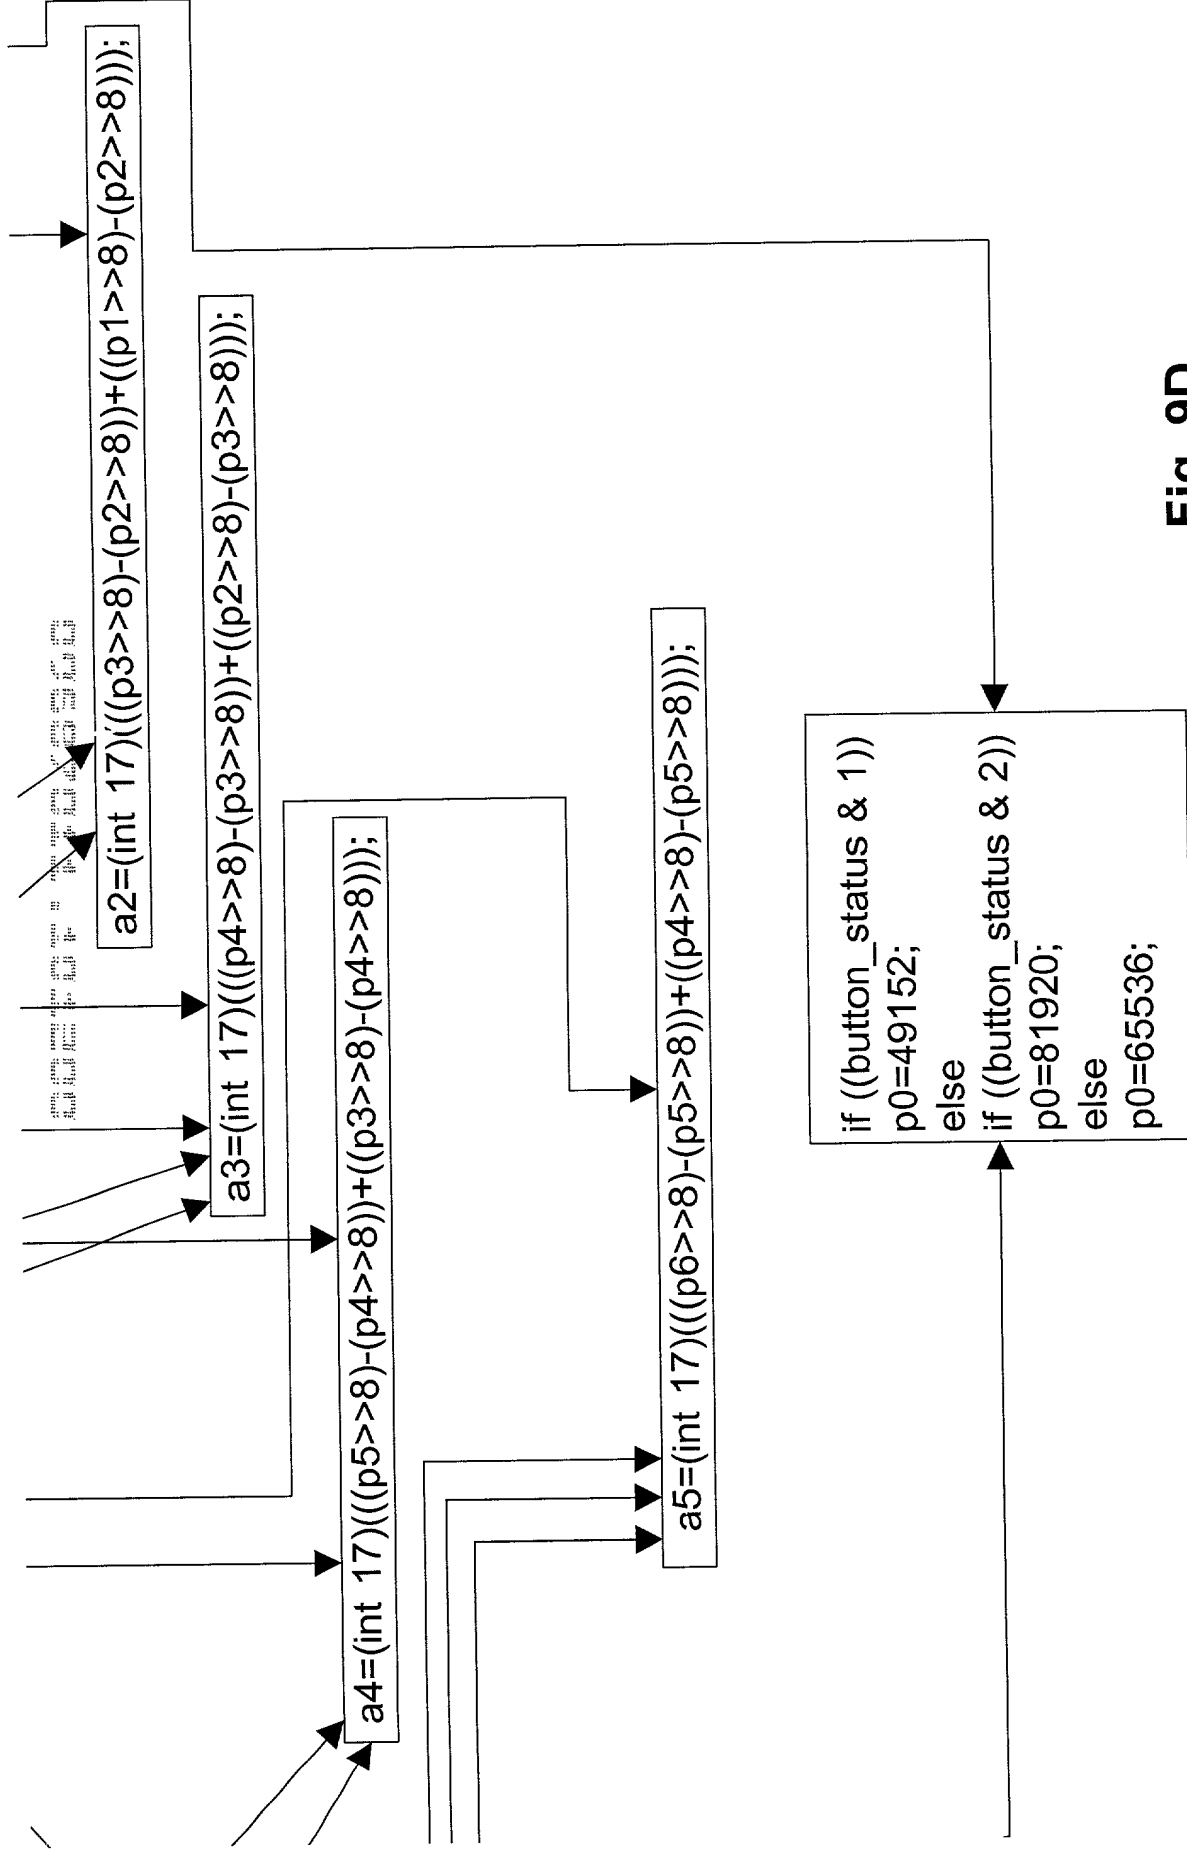 a2=(int 17)(((p3>>8)-(p2>>8))+((p1>>8)-(p2>>8)));
a3=(int 17)(((p4>>8)-(p3>>8))+((p2>>8)-(p3>>8)));
a4=(int 17)(((p5>>8)-(p4>>8))+((p3>>8)-(p4>>8)));
a5=(int 17)(((p6>>8)-(p5>>8))+((p4>>8)-(p5>>8)));
if ((button_status & 1))
p0=49152;
else
if ((button_status & 2))
p0=81920;
else
p0=65536;
Fig. 9D